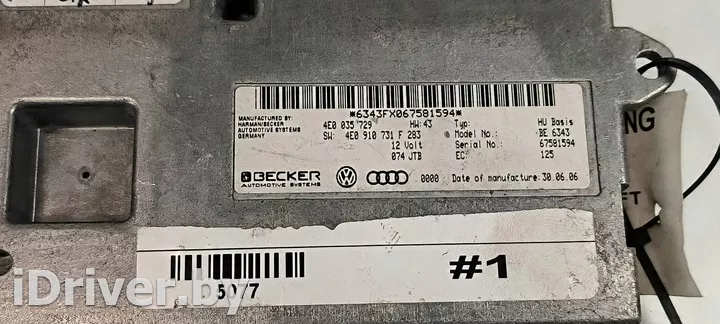 *6343FX067581594*
MANUFACTURED BY:
HARMAN/BECKER
AUTOMOTIVE SYSTEMS
GERMANY
4E0 035 729 HW: 43 Typ: HU Basis
SW: 4E0 910 731 F 283 Model No.: BE 6343
12 Volt Serial No.: 67581594
074 JTB EC: 125
BECKER
AUTOMOTIVE SYSTEMS
0000 Date of manufacture: 30.06.06
#1
NG
FT
iDriver.by